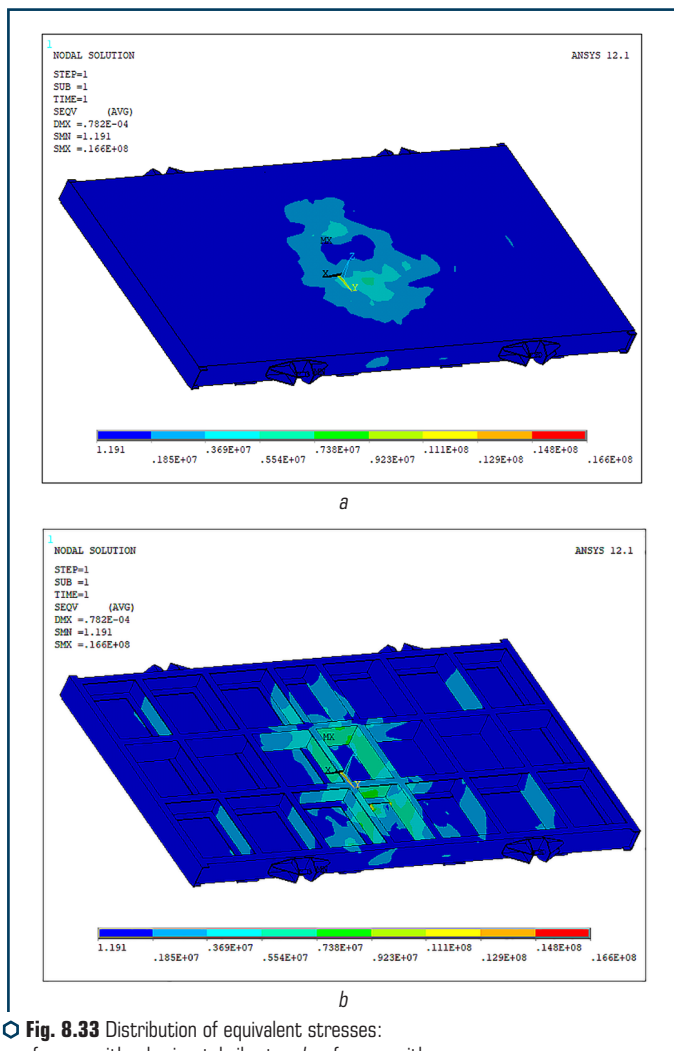 1
NODAL SOLUTION
ANSYS 12.1
STEP=1
SUB =1
TIME=1
SEQV (AVG)
DMX =.782E-04
SMN =1.191
SMX =.166E+08
MX
Z
X
Y
1.191 .369E+07 .738E+07 .111E+08 .148E+08
.185E+07 .554E+07 .923E+07 .129E+08 .166E+08
a
1
NODAL SOLUTION
ANSYS 12.1
STEP=1
SUB =1
TIME=1
SEQV (AVG)
DMX =.782E-04
SMN =1.191
SMX =.166E+08
MX
X
1.191 .369E+07 .738E+07 .111E+08 .148E+08
.185E+07 .554E+07 .923E+07 .129E+08 .166E+08
b
Fig. 8.33 Distribution of equivalent stresses: